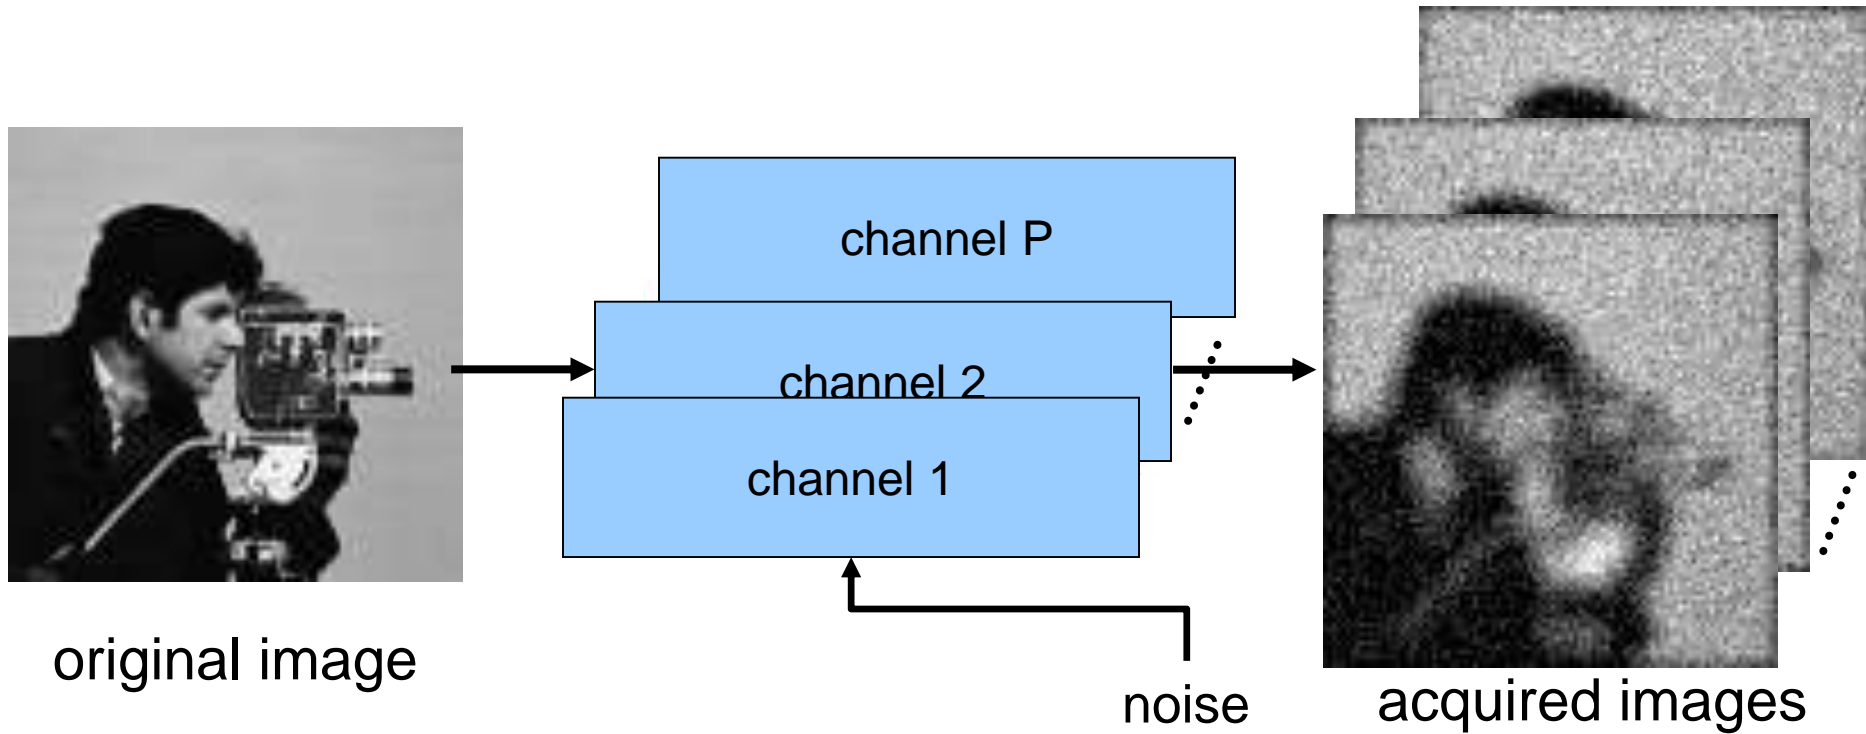 channel P
channel 2
channel 1
original image
noise
acquired images